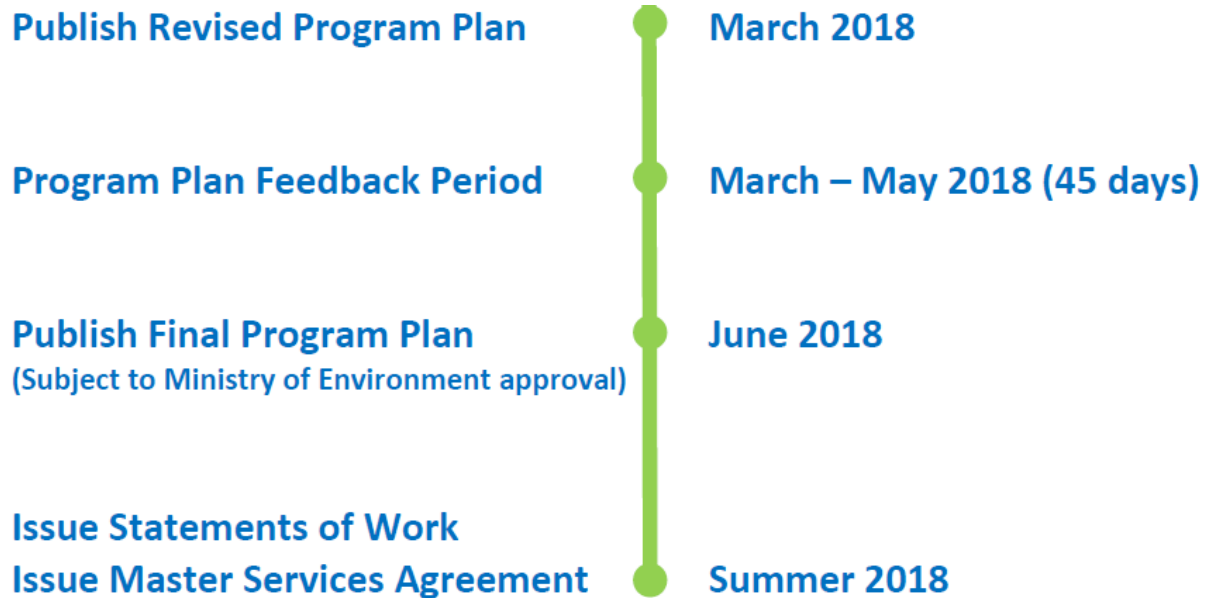 Publish Revised Program Plan
March 2018
Program Plan Feedback Period
March – May 2018 (45 days)
Publish Final Program Plan
June 2018
(Subject to Ministry of Environment approval)
Issue Statements of Work
Issue Master Services Agreement
Summer 2018